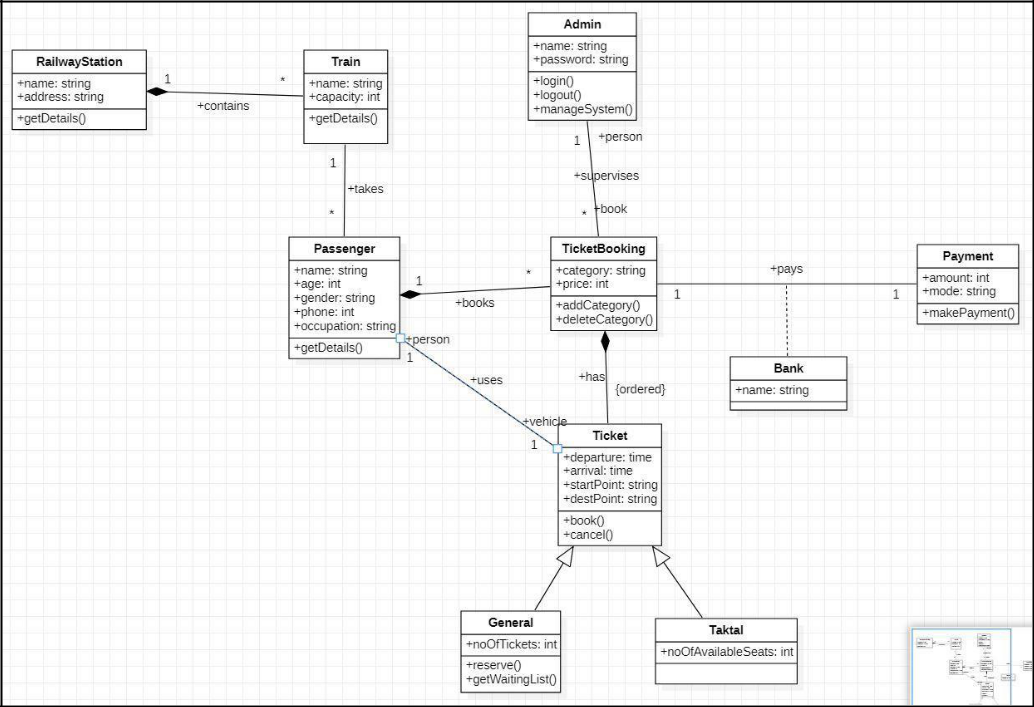 Admin
+name: string
+password: string
+login()
+logout()
+manageSystem()
RailwayStation
+name: string
+address: string
+getDetails()
1
*
+contains
Train
+name: string
+capacity: int
+getDetails()
1
+takes
*
1
+person
+supervises
*
+book
Passenger
+name: string
+age: int
+gender: string
+phone: int
+occupation: string
+getDetails()
1
*
+books
TicketBooking
+category: string
+price: int
+addCategory()
+deleteCategory()
+pays
1
1
Payment
+amount: int
+mode: string
+makePayment()
Bank
+name: string
+person
1
+uses
+vehicle
1
+has
{ordered}
Ticket
+departure: time
+arrival: time
+startPoint: string
+destPoint: string
+book()
+cancel()
General
+noOfTickets: int
+reserve()
+getWaitingList()
Taktal
+noOfAvailableSeats: int